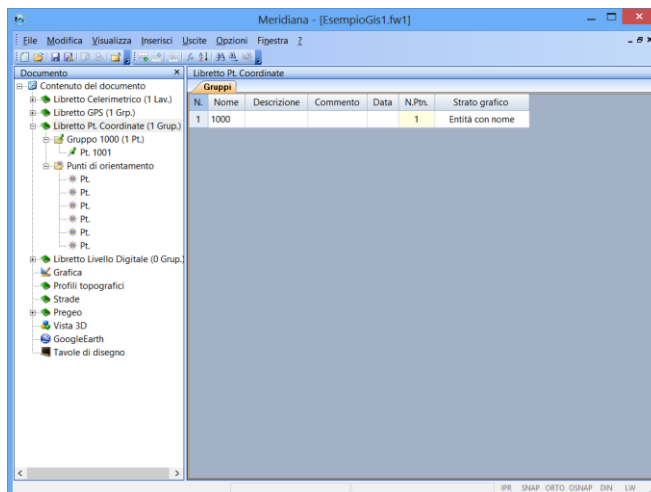 Meridiana - [EsempioGis1.fw1]
File Modifica Visualizza Inserisci Uscite Opzioni Finestra ?
Documento
Contenuto del documento
Libretto Celerimetrico (1 Lav.)
Libretto GPS (1 Grp.)
Libretto Pt. Coordinate (1 Grup.)
Gruppo 1000 (1 Pt.)
Pt. 1001
Punti di orientamento
Pt.
Pt.
Pt.
Pt.
Pt.
Pt.
Libretto Livello Digitale (0 Grup.)
Grafica
Profili topografici
Strade
Pregeo
Vista 3D
GoogleEarth
Tavole di disegno
Libretto Pt. Coordinate
Gruppi
N. Nome Descrizione Commento Data N.Ptn. Strato grafico
1 1000 1 Entità con nome
IPR SNAP ORTO OSNAP DIN LW